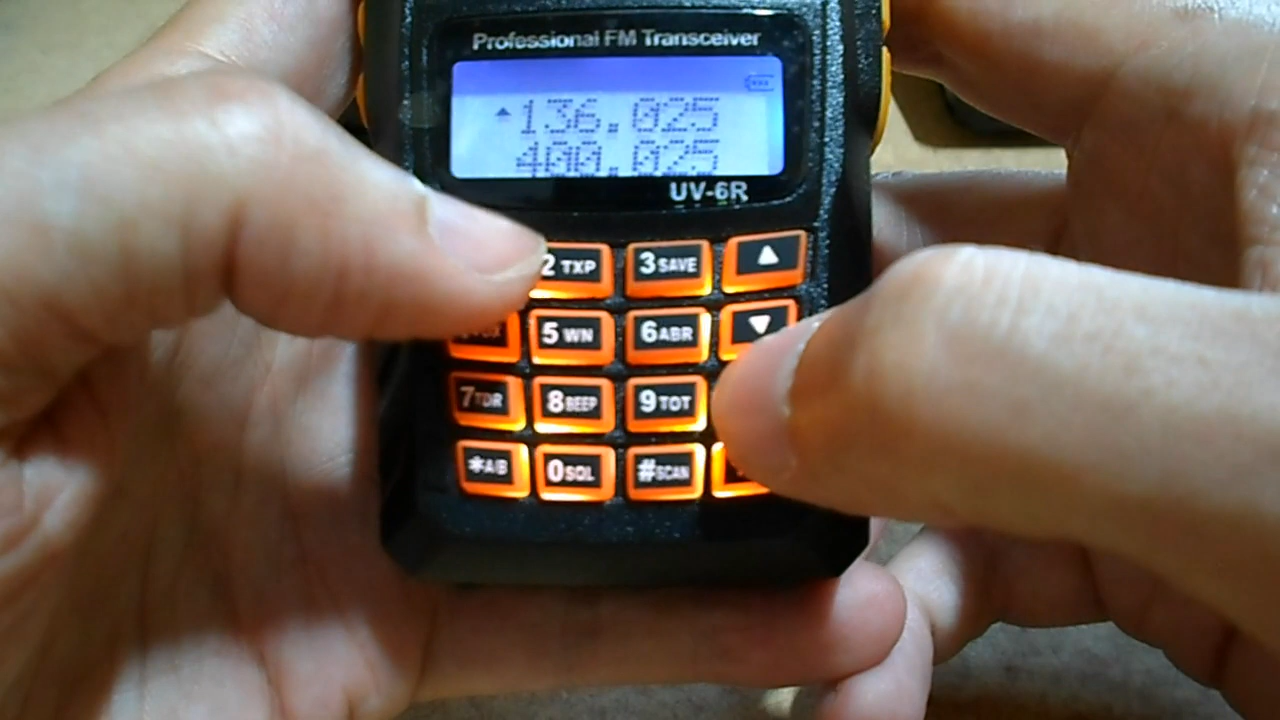 Professional FM Transceiver
136.025
400.025
UV-6R
2 TXP 3 SAVE ▲
5 WN 6 ABR ▼
7 TDR 8 BEEP 9 TOT
* A/B 0 SQL # SCAN